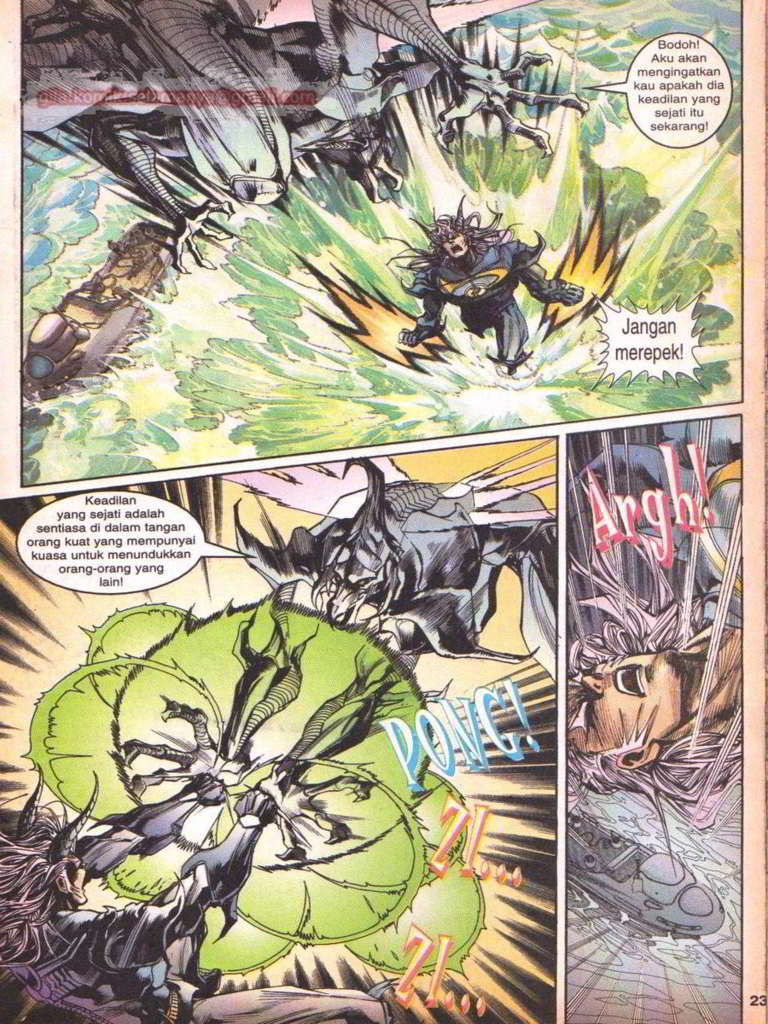 Bodoh!
Aku akan
mengingatkan
kau apakah dia
keadilan yang
sejati itu
sekarang!
Jangan
merepek!
Keadilan
yang sejati adalah
sentiasa di dalam tangan
orang kuat yang mempunyai
kuasa untuk menundukkan
orang-orang yang
lain!
PONG!
ZI...
ZI...
Argh!
23